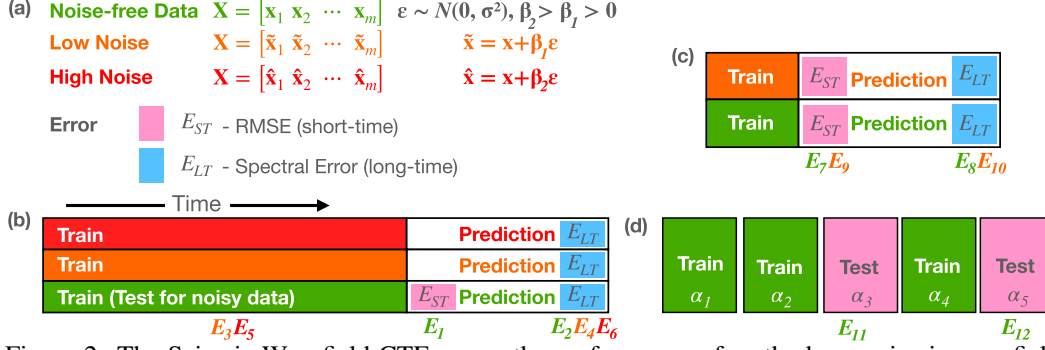 (a) Noise-free Data X = [x₁ x₂ ⋯ xₘ] ε ~ N(0, σ²), β₂ > β₁ > 0
Low Noise X = [x̃₁ x̃₂ ⋯ x̃ₘ] x̃ = x+β₁ε
High Noise X = [x̂₁ x̂₂ ⋯ x̂ₘ] x̂ = x+β₂ε
Error E_ST - RMSE (short-time)
E_LT - Spectral Error (long-time)
(b) Time
Train Prediction E_LT
Train Prediction E_LT
Train (Test for noisy data) E_ST Prediction E_LT
E₃E₅ E₁ E₂E₄E₆
(c)
Train E_ST Prediction E_LT
Train E_ST Prediction E_LT
E₇E₉ E₈E₁₀
(d)
Train Train Test Train Test
α₁ α₂ α₃ α₄ α₅
E₁₁ E₁₂